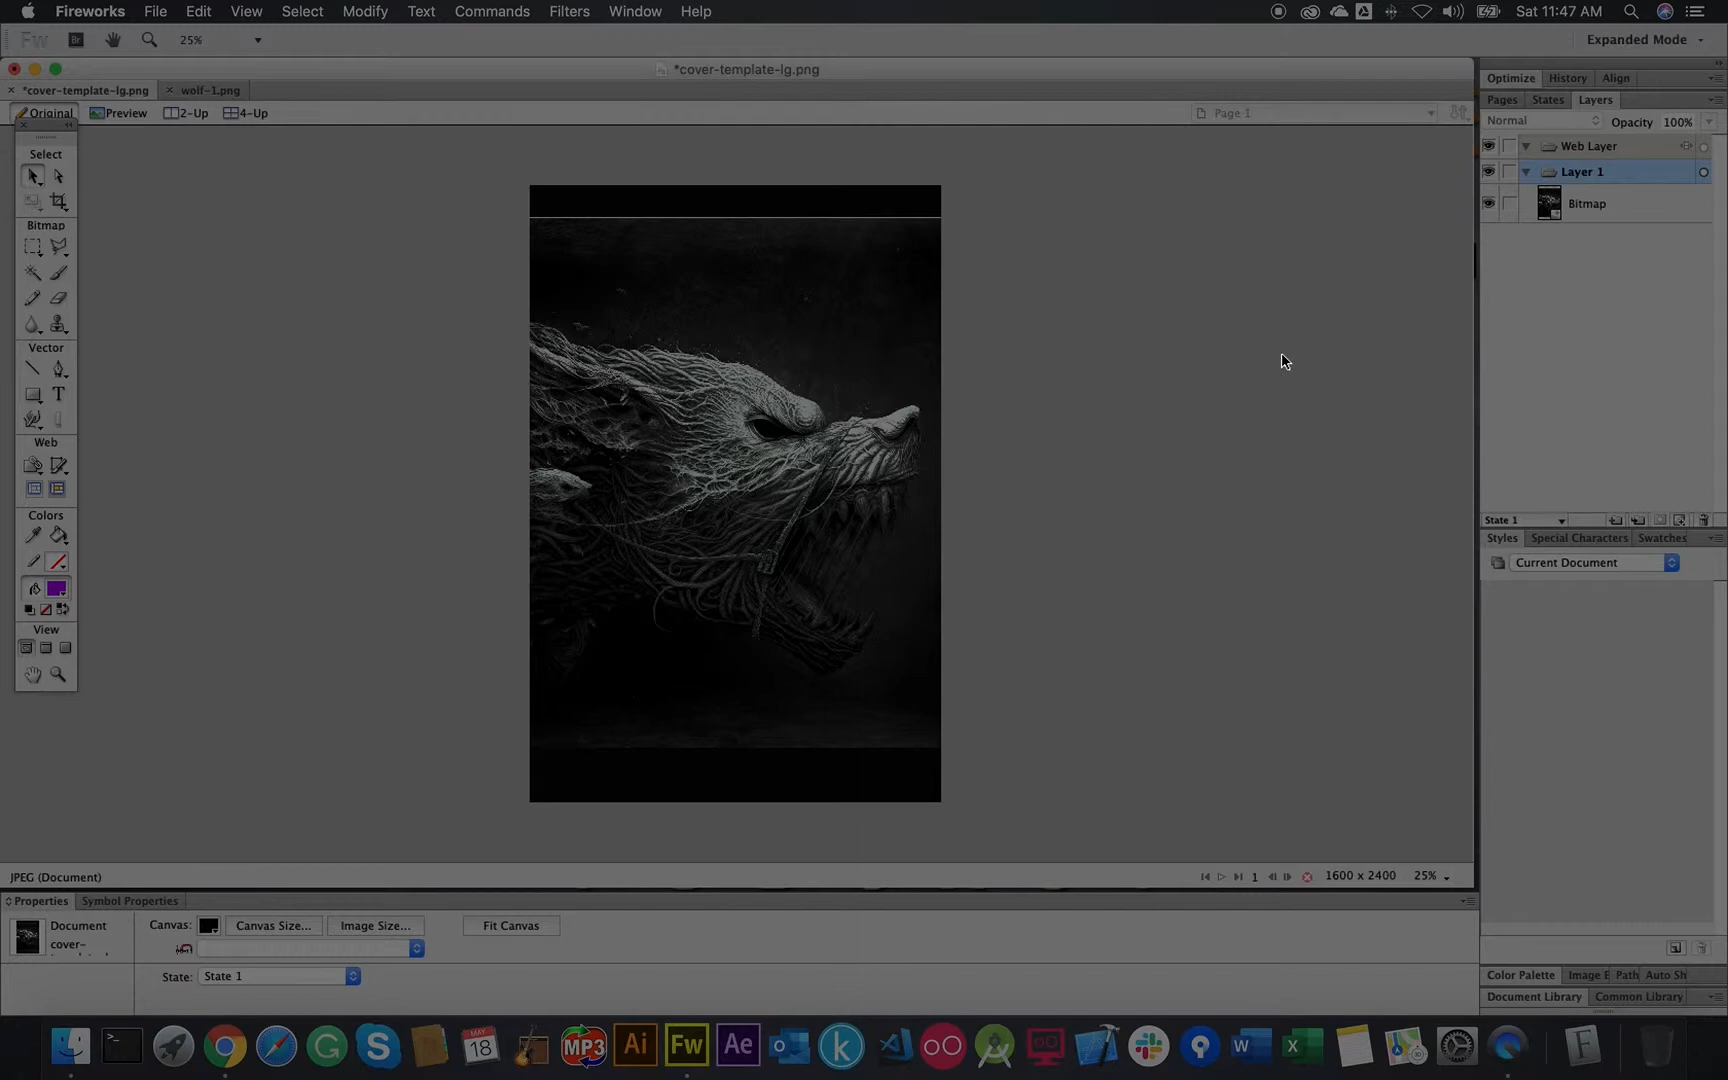 Fireworks File Edit View Select Modify Text Commands Filters Window Help Sat 11:47 AM
Fw Br 25% Expanded Mode
*cover-template-lg.png
*cover-template-lg.png wolf-1.png
Original Preview 2-Up 4-Up Page 1
Select
Bitmap
Vector
T
Web
Colors
View
Optimize History Align
Pages States Layers
Normal Opacity 100%
Web Layer
Layer 1
Bitmap
State 1
Styles Special Characters Swatches
Current Document
JPEG (Document) 1 1600 x 2400 25%
Properties Symbol Properties
Document Canvas: Canvas Size... Image Size... Fit Canvas
cover-
State: State 1
Color Palette Image E Path Auto Sh
Document Library Common Library
MAY
18
MP3 Ai Fw Ae k W X